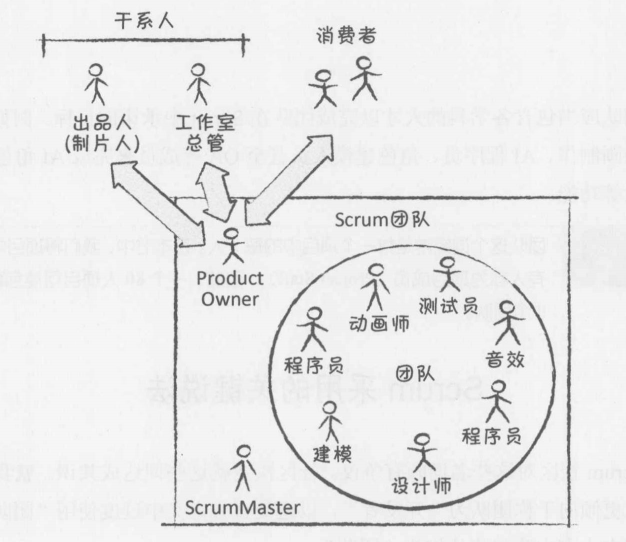 干系人
消费者
出品人
(制片人)
工作室
总管
Scrum团队
Product
Owner
动画师
测试员
程序员
音效
团队
建模
程序员
设计师
ScrumMaster